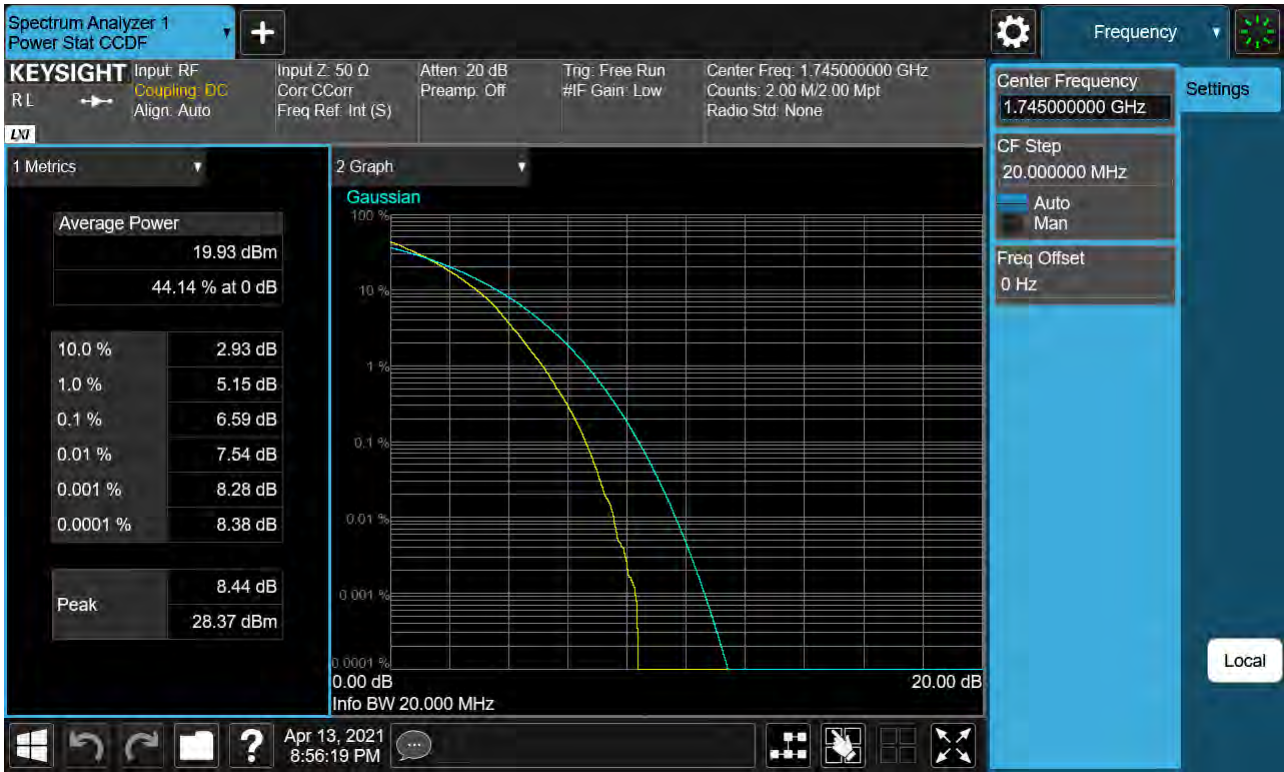 Spectrum Analyzer 1
Power Stat CCDF
Frequency
KEYSIGHT
RL
LXI
Input: RF
Coupling: DC
Align: Auto
Input Z: 50 Ω
Corr CCorr
Freq Ref: Int (S)
Atten: 20 dB
Preamp: Off
Trig: Free Run
#IF Gain: Low
Center Freq: 1.745000000 GHz
Counts: 2.00 M/2.00 Mpt
Radio Std: None
Center Frequency
1.745000000 GHz
Settings
CF Step
20.000000 MHz
Auto
Man
Freq Offset
0 Hz
1 Metrics
Average Power
19.93 dBm
44.14 % at 0 dB
10.0 % 2.93 dB
1.0 % 5.15 dB
0.1 % 6.59 dB
0.01 % 7.54 dB
0.001 % 8.28 dB
0.0001 % 8.38 dB
Peak 8.44 dB
28.37 dBm
2 Graph
Gaussian
100 %
10 %
1 %
0.1 %
0.01 %
0.001 %
0.0001 %
0.00 dB 20.00 dB
Info BW 20.000 MHz
Local
?
Apr 13, 2021
8:56:19 PM